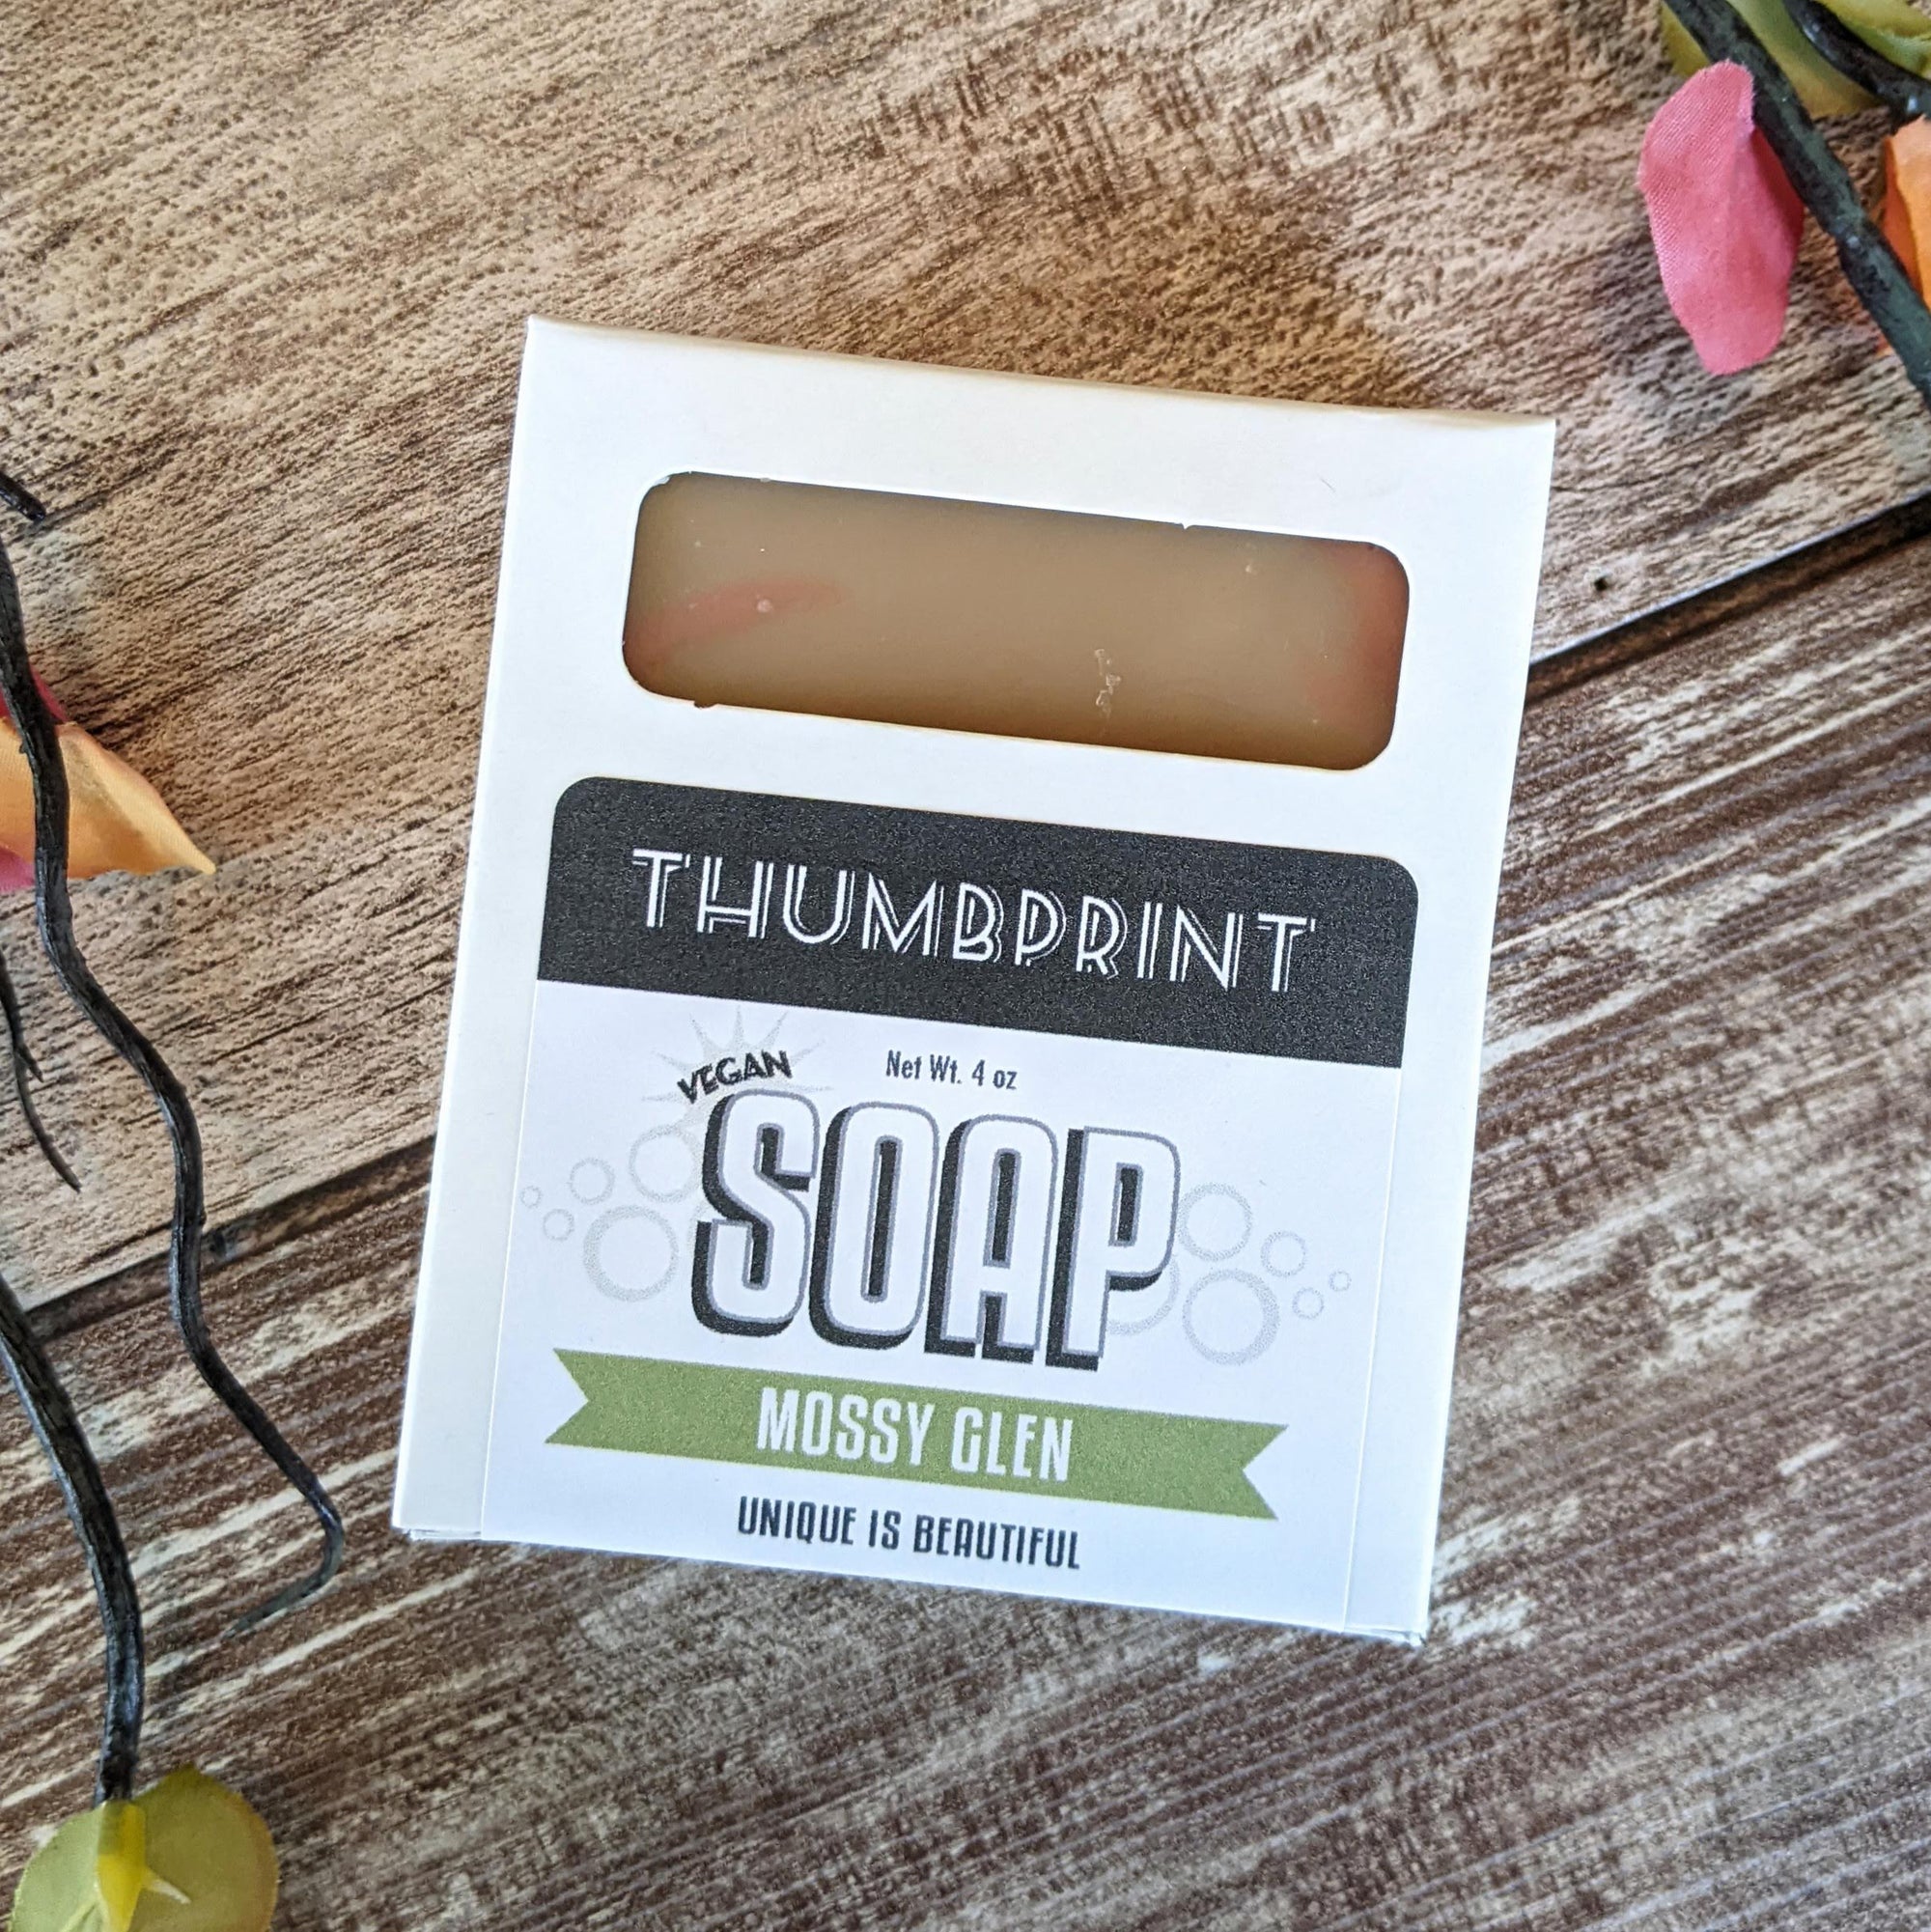 THUMBPRINT
VEGAN
Net Wt. 4 oz
SOAP
MOSSY GLEN
UNIQUE IS BEAUTIFUL